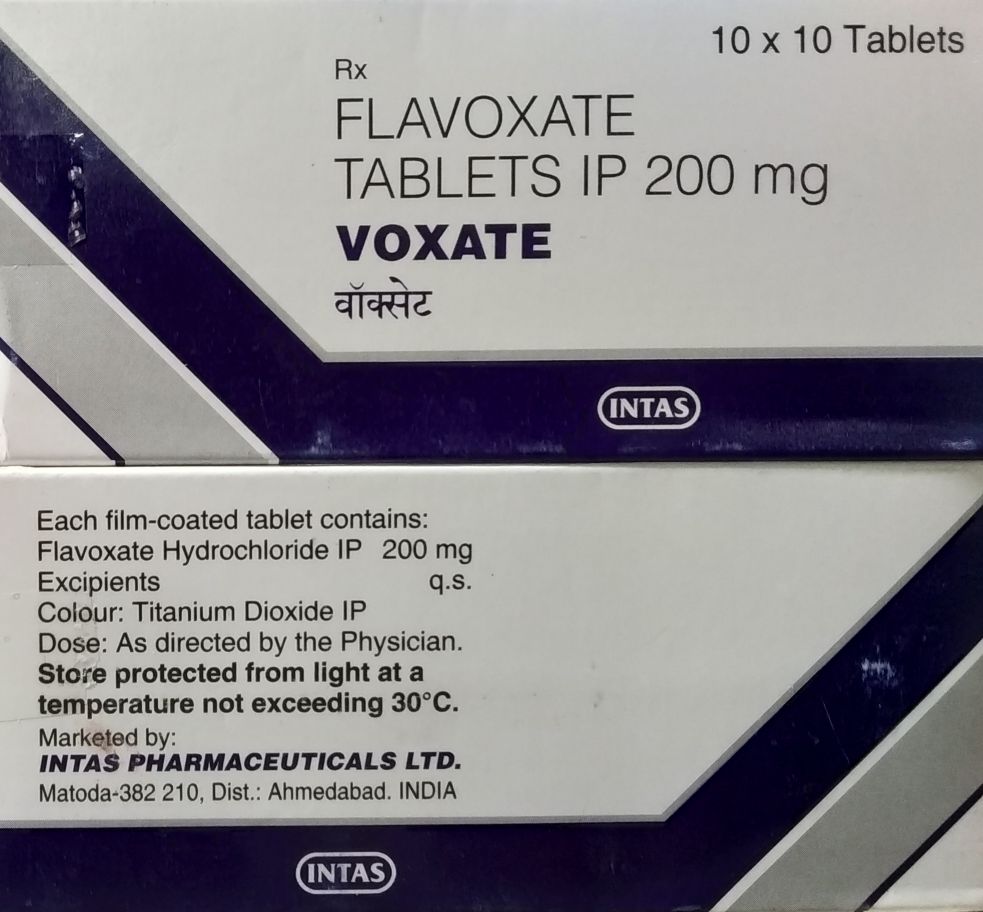 10 x 10 Tablets
Rx
FLAVOXATE
TABLETS IP 200 mg
VOXATE
वॉक्सेट
INTAS
Each film-coated tablet contains:
Flavoxate Hydrochloride IP 200 mg
Excipients q.s.
Colour: Titanium Dioxide IP
Dose: As directed by the Physician.
Store protected from light at a
temperature not exceeding 30°C.
Marketed by:
INTAS PHARMACEUTICALS LTD.
Matoda-382 210, Dist.: Ahmedabad. INDIA
INTAS